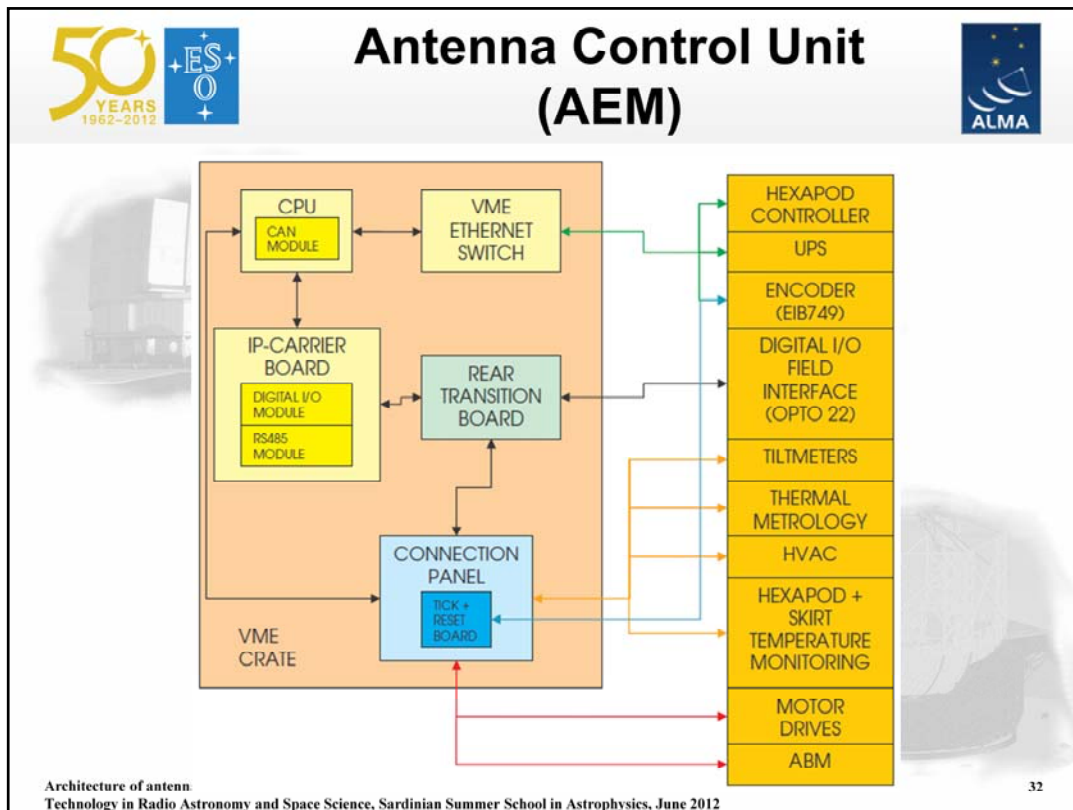 50
YEARS
1962–2012
ES
O
Antenna Control Unit
(AEM)
ALMA
CPU
CAN
MODULE
VME
ETHERNET
SWITCH
IP-CARRIER
BOARD
DIGITAL I/O
MODULE
RS485
MODULE
REAR
TRANSITION
BOARD
CONNECTION
PANEL
TICK +
RESET
BOARD
VME
CRATE
HEXAPOD
CONTROLLER
UPS
ENCODER
(EIB749)
DIGITAL I/O
FIELD
INTERFACE
(OPTO 22)
TILTMETERS
THERMAL
METROLOGY
HVAC
HEXAPOD +
SKIRT
TEMPERATURE
MONITORING
MOTOR
DRIVES
ABM
Architecture of antenn
32
Technology in Radio Astronomy and Space Science, Sardinian Summer School in Astrophysics, June 2012